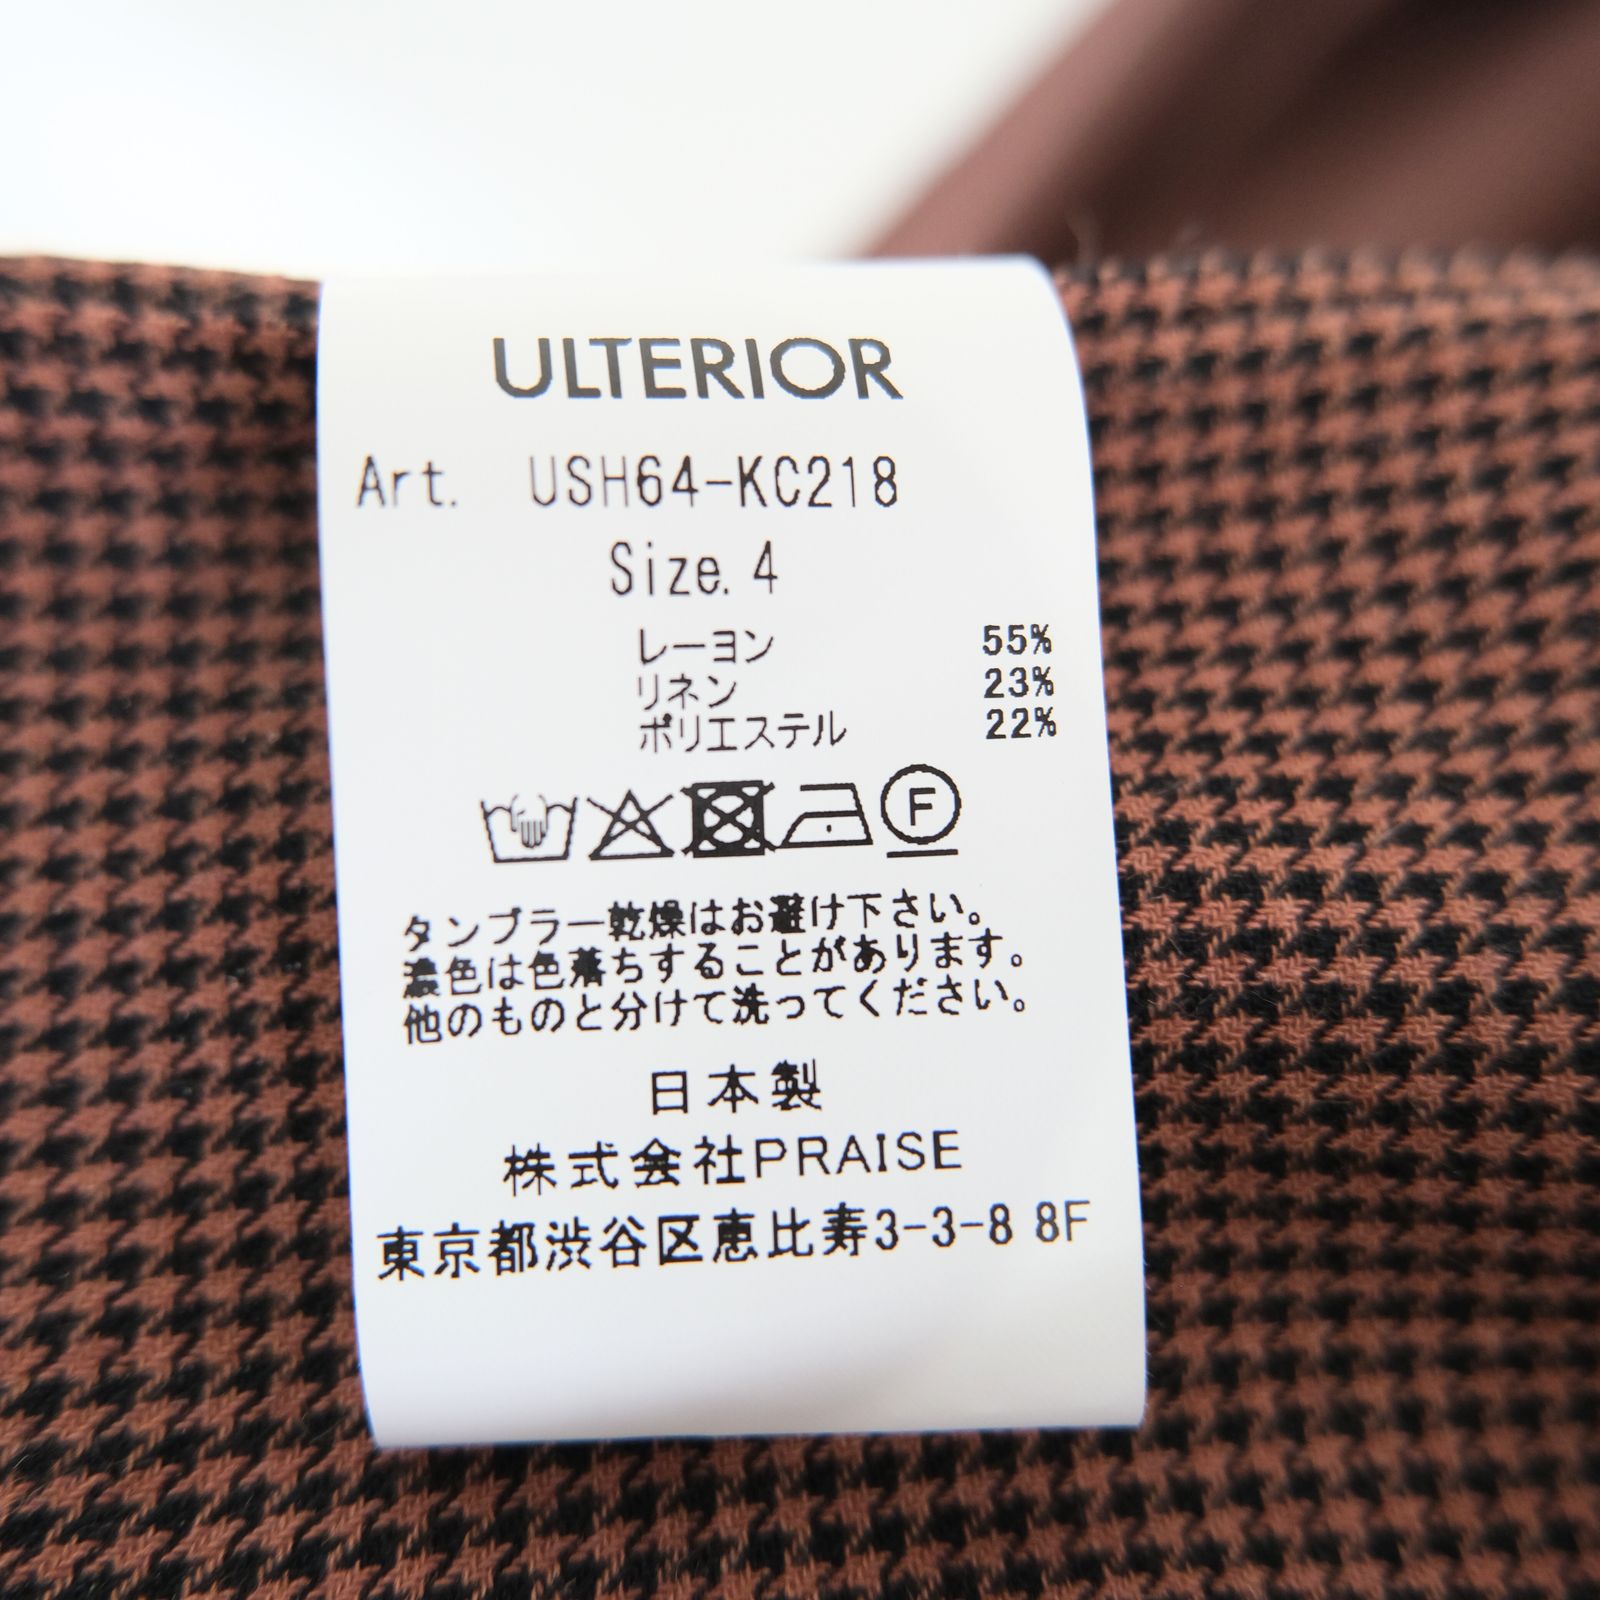 ULTERIOR
Art. USH64-KC218
Size. 4
レーヨン 55%
リネン 23%
ポリエステル 22%
F
タンブラー乾燥はお避け下さい。
濃色は色落ちすることがあります。
他のものと分けて洗ってください。
日本製
株式会社PRAISE
東京都渋谷区恵比寿3-3-8 8F